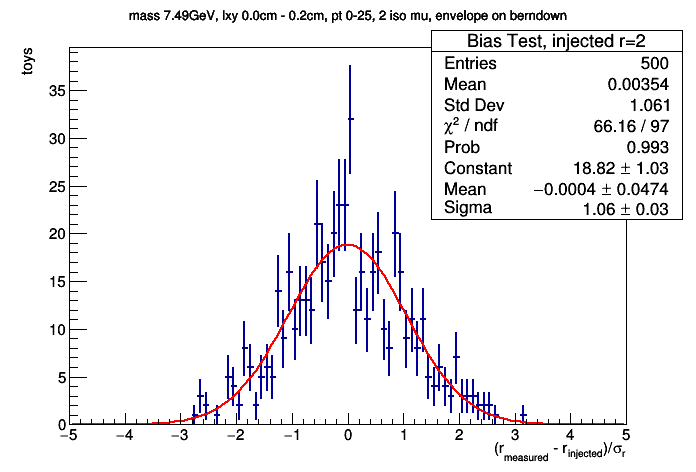 mass 7.49GeV, lxy 0.0cm - 0.2cm, pt 0-25, 2 iso mu, envelope on berndown
Bias Test, injected r=2
Entries 500
Mean 0.00354
Std Dev 1.061
χ² / ndf 66.16 / 97
Prob 0.993
Constant 18.82 ± 1.03
Mean −0.0004 ± 0.0474
Sigma 1.06 ± 0.03
toys
35
30
25
20
15
10
5
0
−5 −4 −3 −2 −1 0 1 2 3 4 5
(r_measured - r_injected)/σ_r